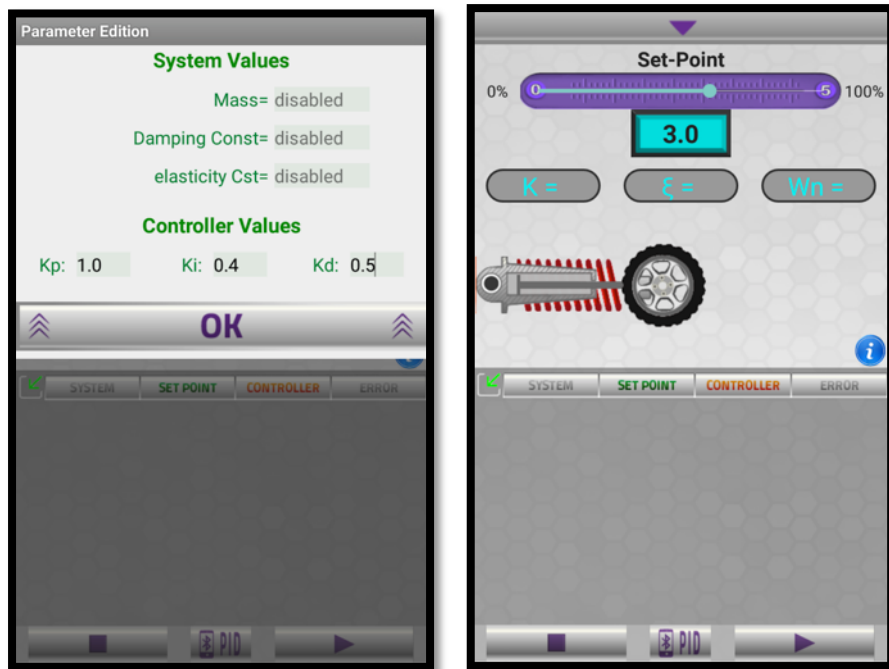 Parameter Edition
System Values
Mass= disabled
Damping Const= disabled
elasticity Cst= disabled
Controller Values
Kp: 1.0 Ki: 0.4 Kd: 0.5
OK
SYSTEM SET POINT CONTROLLER ERROR
PID
Set-Point
0% 0 5 100%
3.0
K = ξ = Wn =
i
SYSTEM SET POINT CONTROLLER ERROR
PID